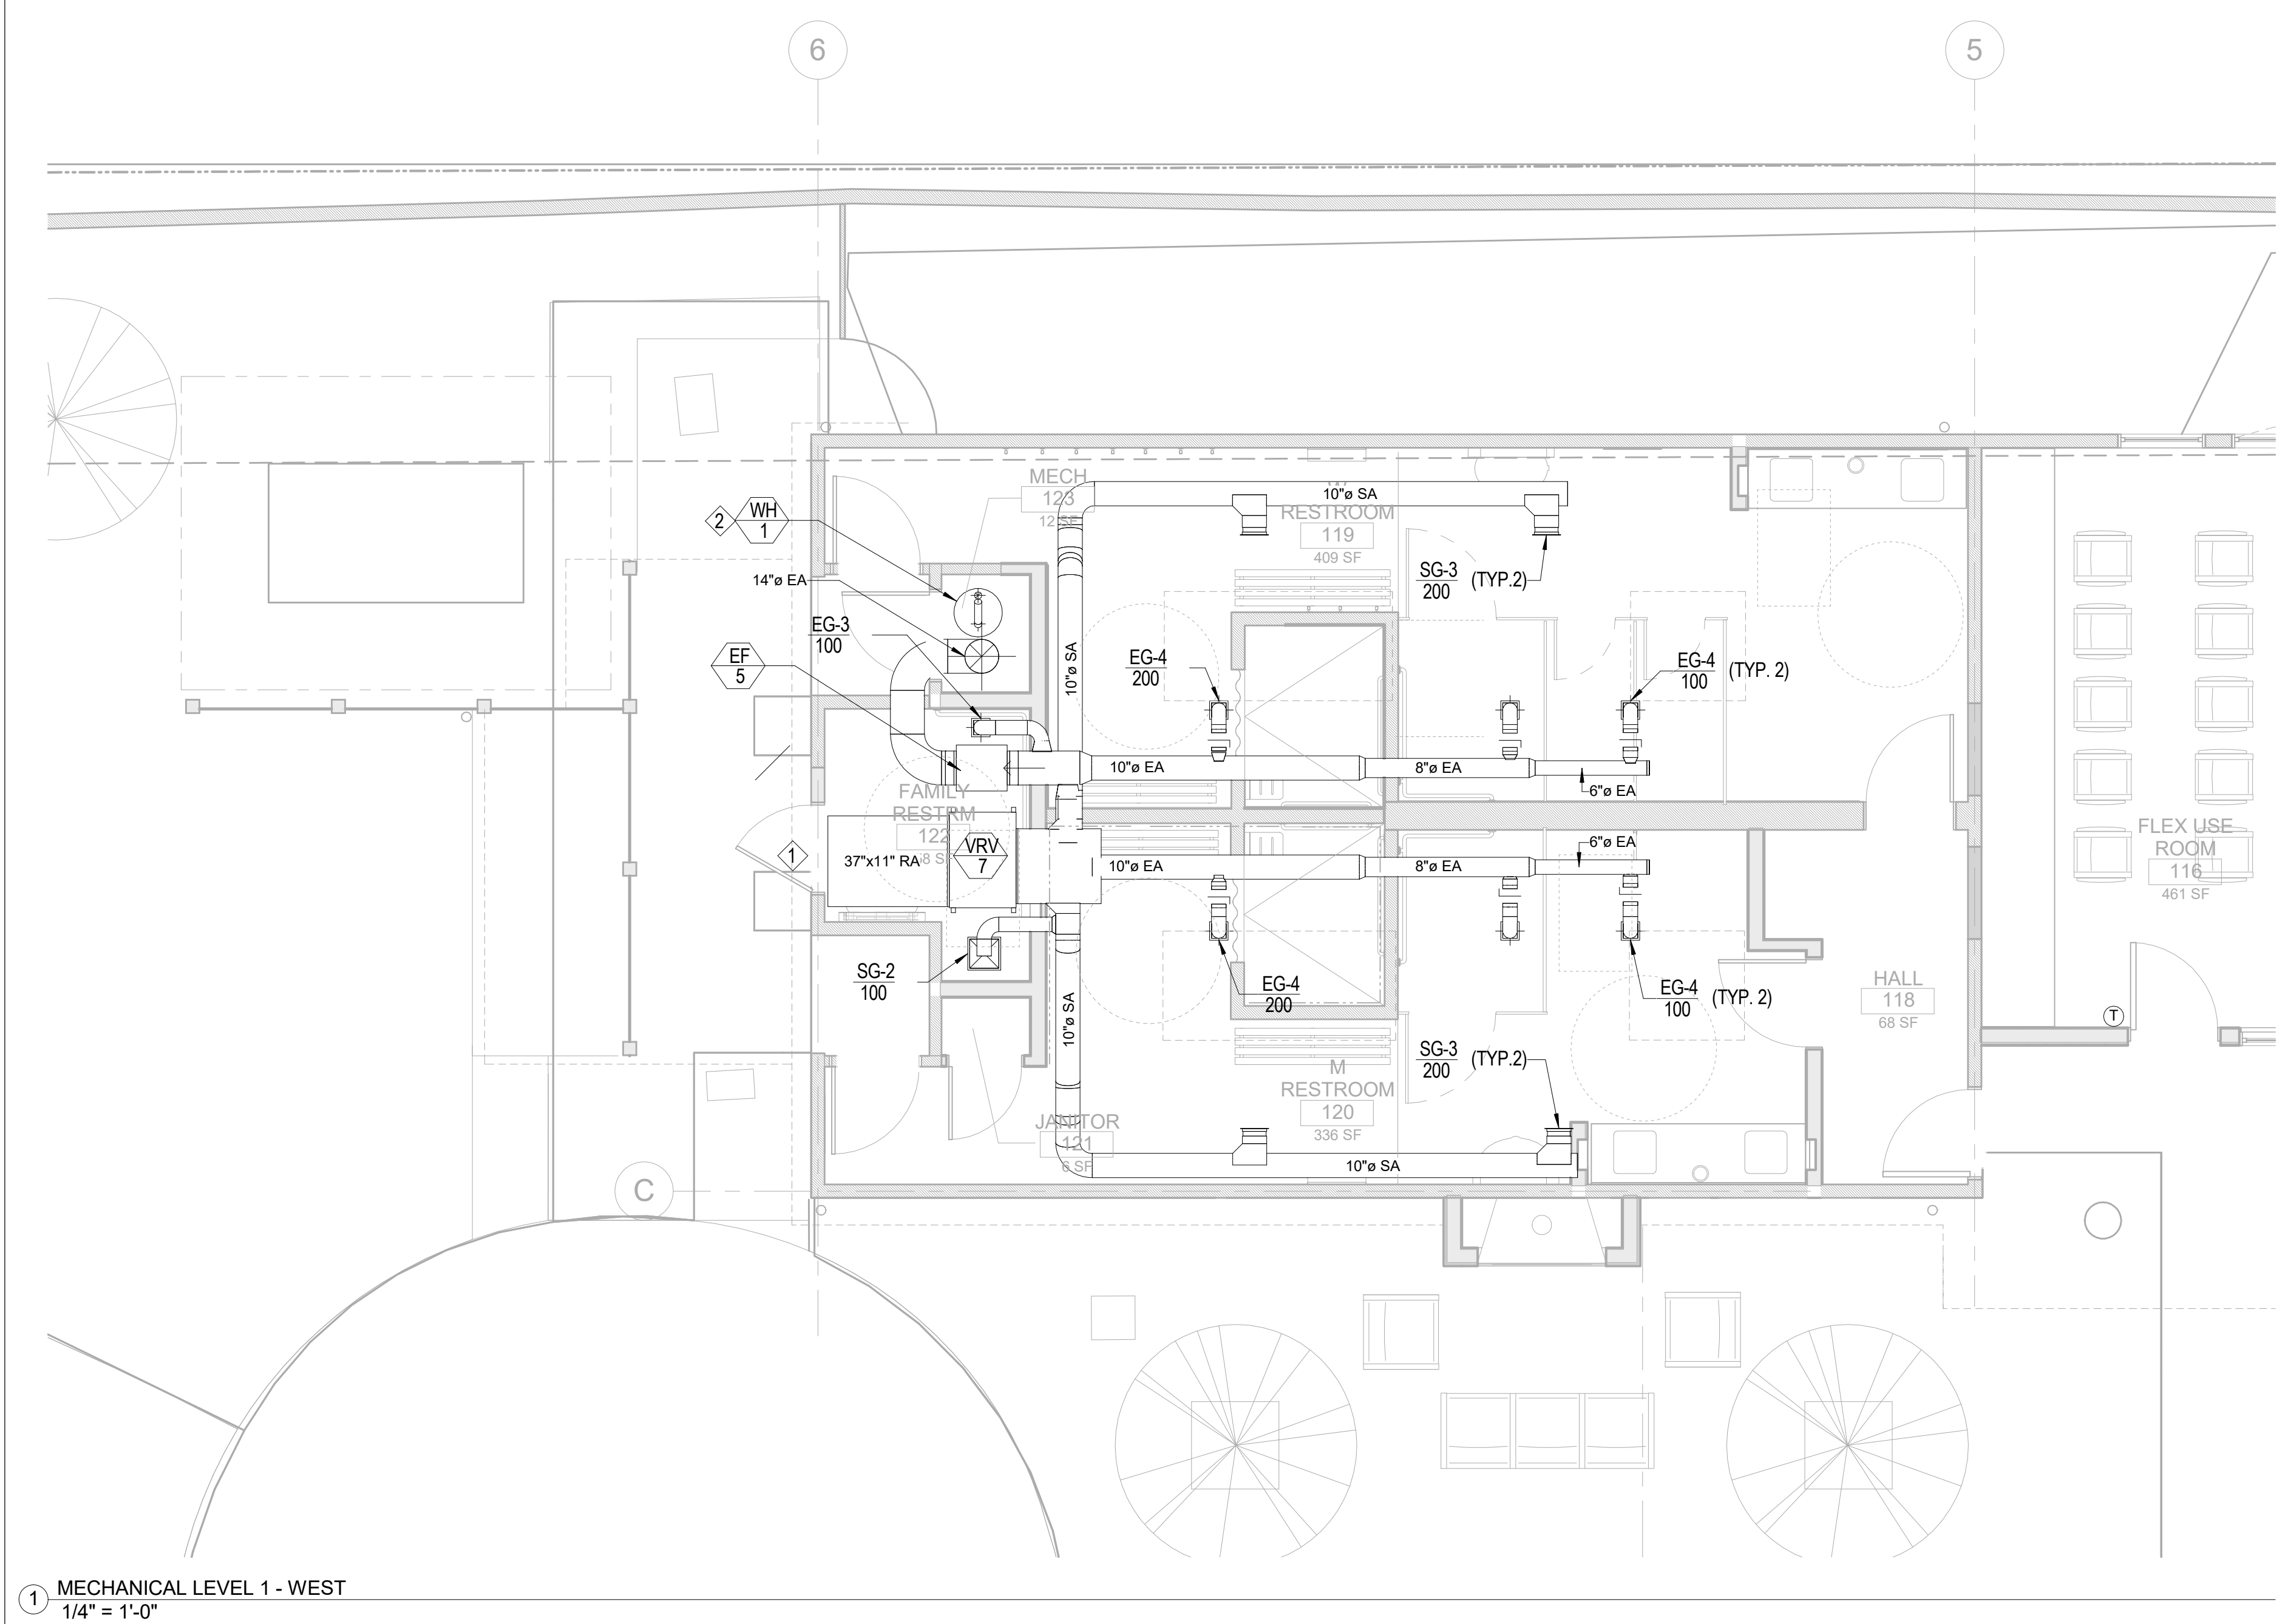 6
5
MECH
123
12 SF
10"ø SA
RESTROOM
119
409 SF
2
WH
1
14"ø EA
SG-3
200
(TYP.2)
EG-3
100
EF
5
10"ø SA
EG-4
200
EG-4
100
(TYP. 2)
10"ø EA
8"ø EA
6"ø EA
FAMILY
RESTRM
122
1
37"x11" RA
VRV
7
10"ø EA
8"ø EA
6"ø EA
FLEX USE
ROOM
116
461 SF
SG-2
100
EG-4
200
EG-4
100
(TYP. 2)
HALL
118
68 SF
T
10"ø SA
SG-3
200
(TYP.2)
M
RESTROOM
120
336 SF
JANITOR
121
6 SF
10"ø SA
C
1
MECHANICAL LEVEL 1 - WEST
1/4" = 1'-0"